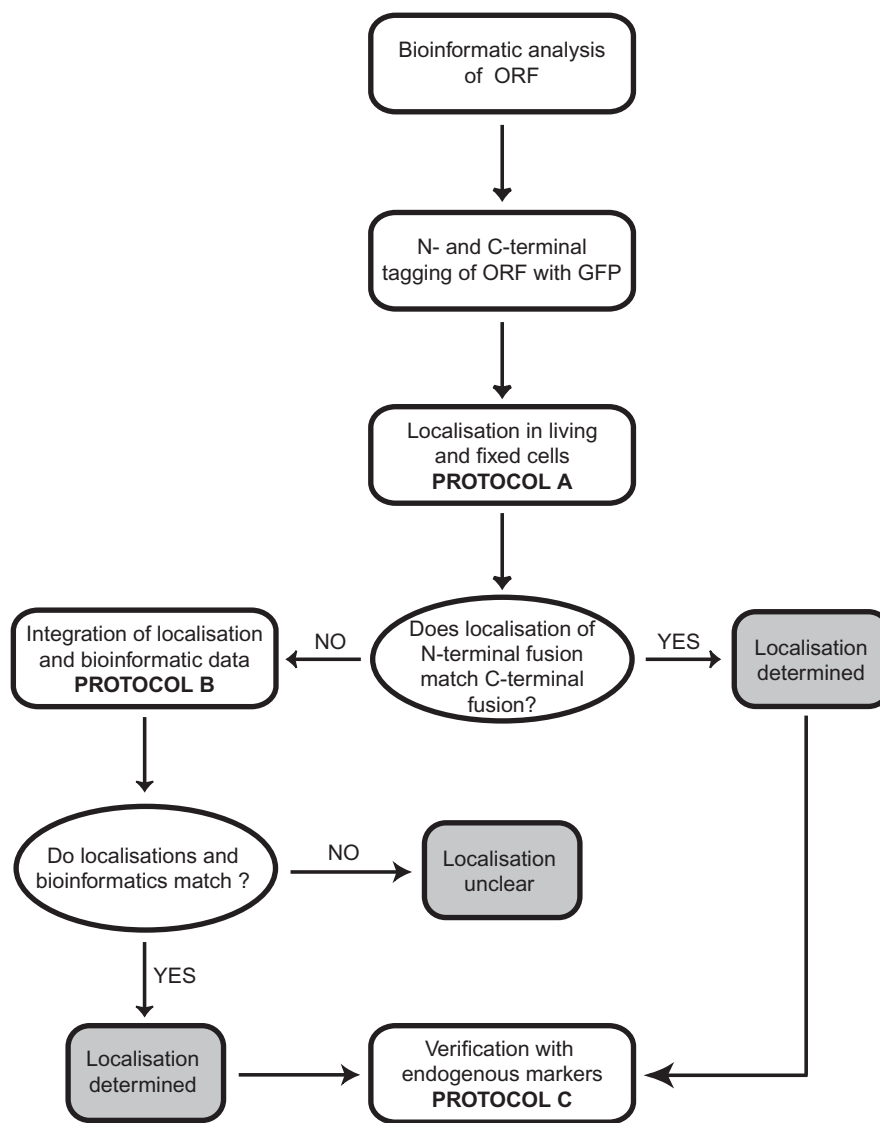 Bioinformatic analysis
of ORF
N- and C-terminal
tagging of ORF with GFP
Localisation in living
and fixed cells
PROTOCOL A
Does localisation of
N-terminal fusion
match C-terminal
fusion?
NO
YES
Integration of localisation
and bioinformatic data
PROTOCOL B
Localisation
determined
Do localisations and
bioinformatics match ?
NO
Localisation
unclear
YES
Localisation
determined
Verification with
endogenous markers
PROTOCOL C